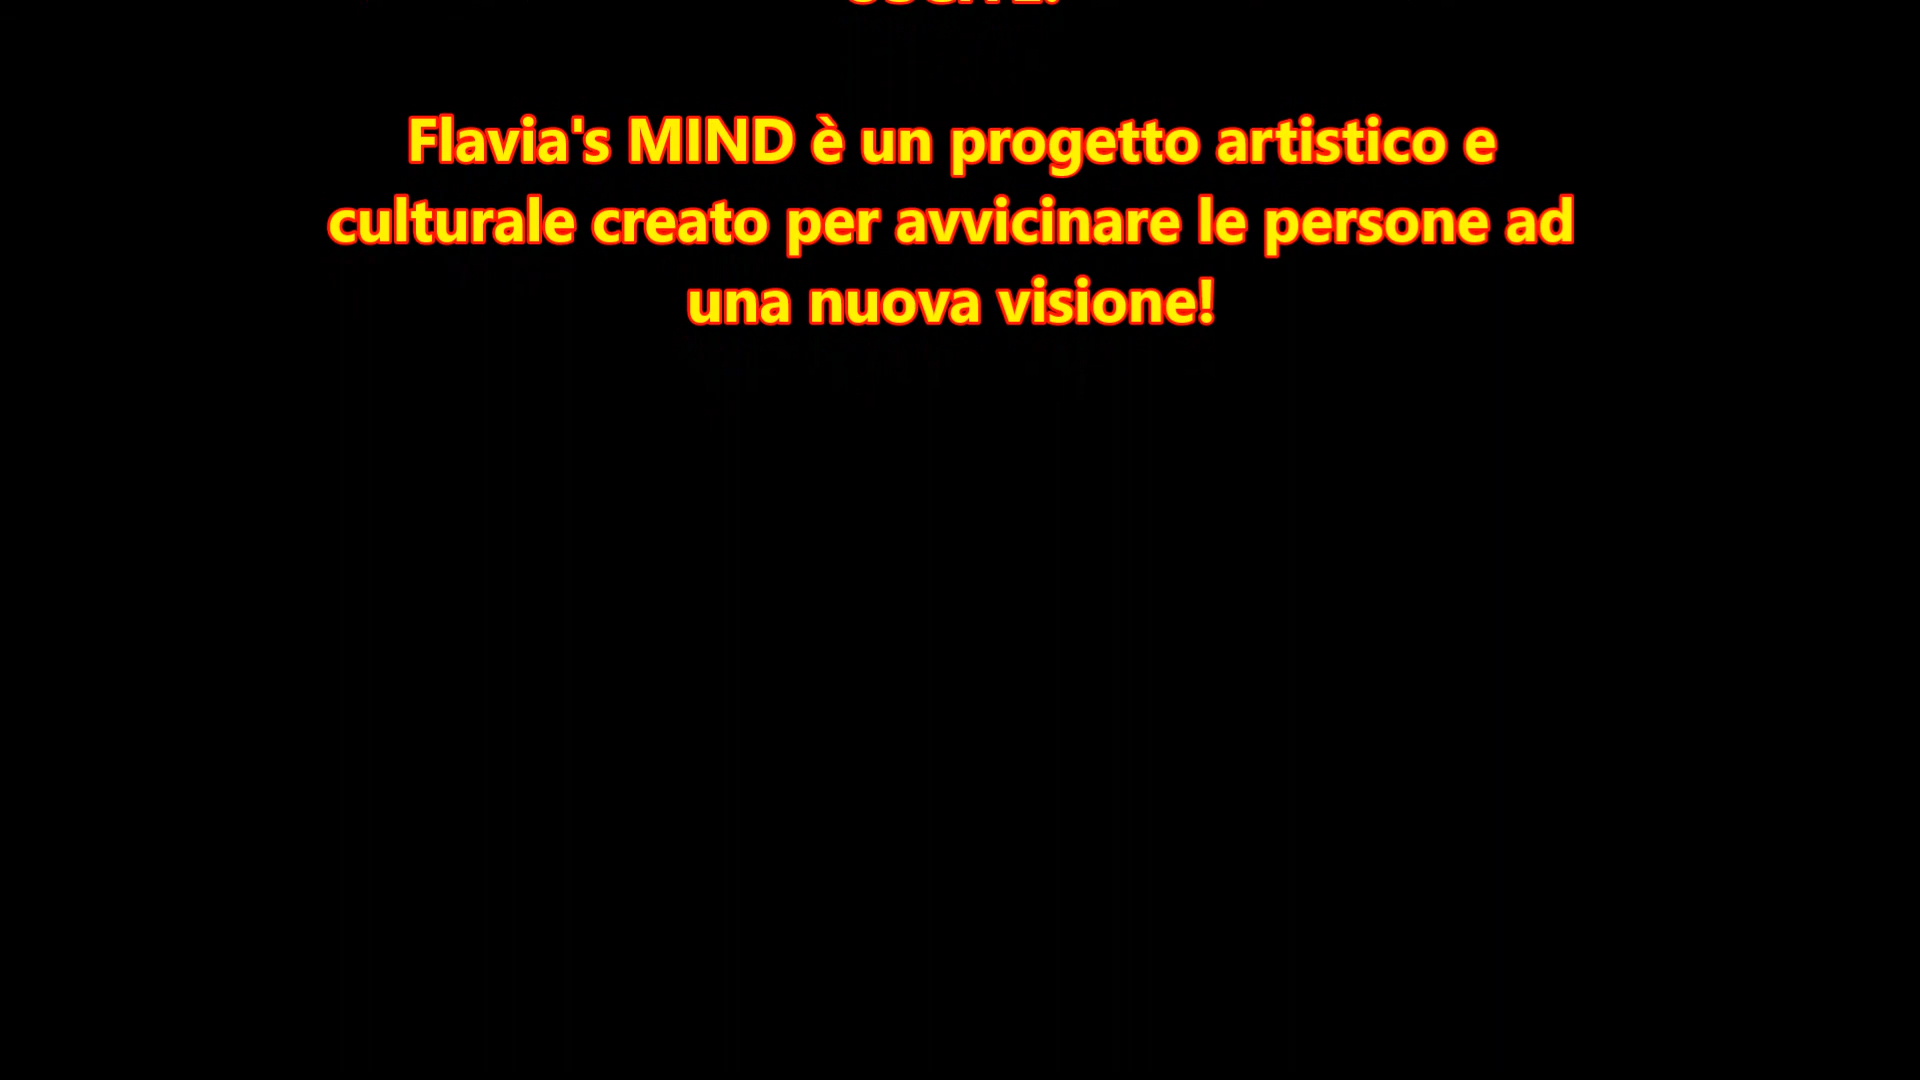 Flavia's MIND è un progetto artistico e
culturale creato per avvicinare le persone ad
una nuova visione!